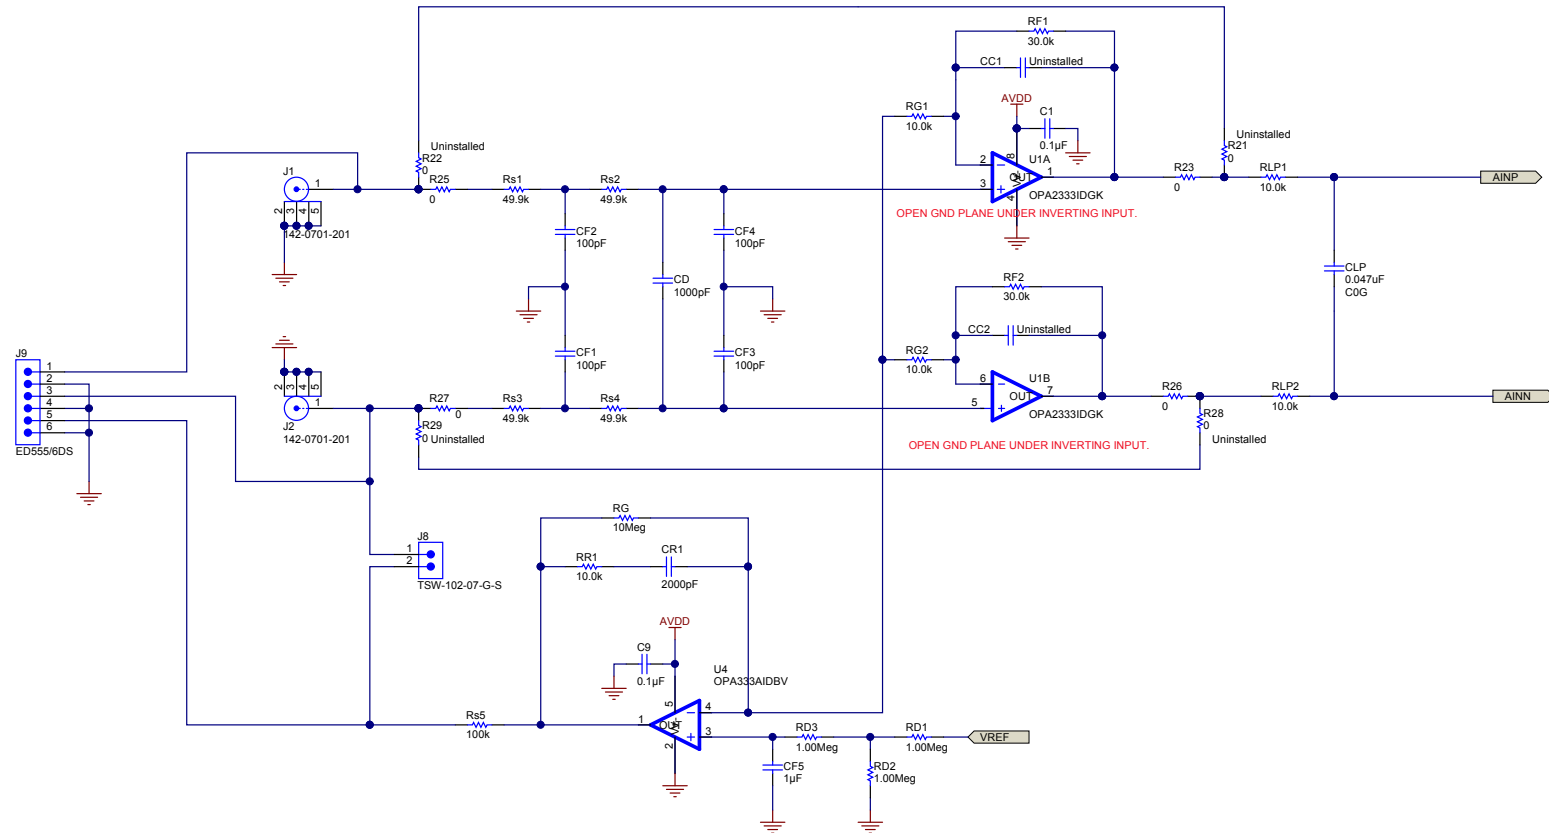 RF1
30.0k
CC1
Uninstalled
AVDD
C1
0.1µF
RG1
10.0k
Uninstalled
R22
0
Uninstalled
R21
0
J1
1
2
3
4
5
142-0701-201
R25
0
Rs1
49.9k
Rs2
49.9k
2
3
8
4
1
OUT
U1A
OPA2333IDGK
R23
0
RLP1
10.0k
AINP
OPEN GND PLANE UNDER INVERTING INPUT.
CF2
100pF
CF4
100pF
CD
1000pF
CLP
0.047uF
C0G
RF2
30.0k
CC2
Uninstalled
CF1
100pF
CF3
100pF
RG2
10.0k
J9
1
2
3
4
5
6
ED555/6DS
2
3
4
5
1
J2
142-0701-201
R27
0
Rs3
49.9k
Rs4
49.9k
6
5
7
OUT
U1B
OPA2333IDGK
R26
0
RLP2
10.0k
AINN
R29
0
Uninstalled
R28
0
Uninstalled
OPEN GND PLANE UNDER INVERTING INPUT.
RG
10Meg
J8
1
2
TSW-102-07-G-S
RR1
10.0k
CR1
2000pF
AVDD
C9
0.1µF
U4
OPA333AIDBV
Rs5
100k
1
OUT
5
2
4
3
RD3
1.00Meg
RD1
1.00Meg
VREF
CF5
1µF
RD2
1.00Meg